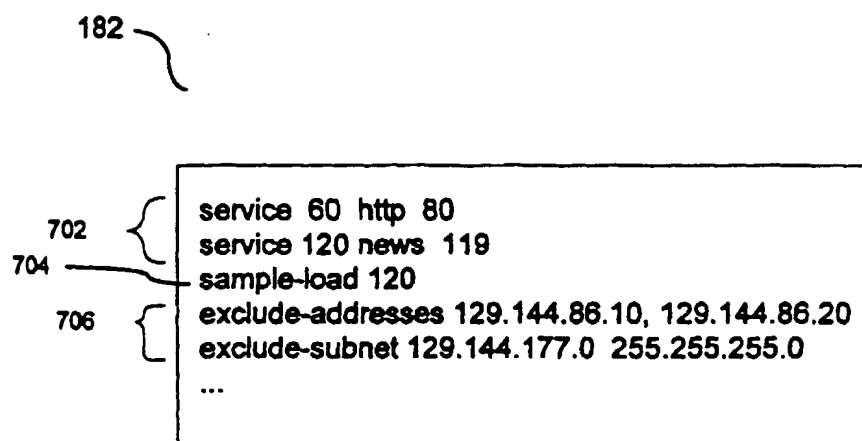 182
702
service 60 http 80
service 120 news 119
704
sample-load 120
706
exclude-addresses 129.144.86.10, 129.144.86.20
exclude-subnet 129.144.177.0 255.255.255.0
...